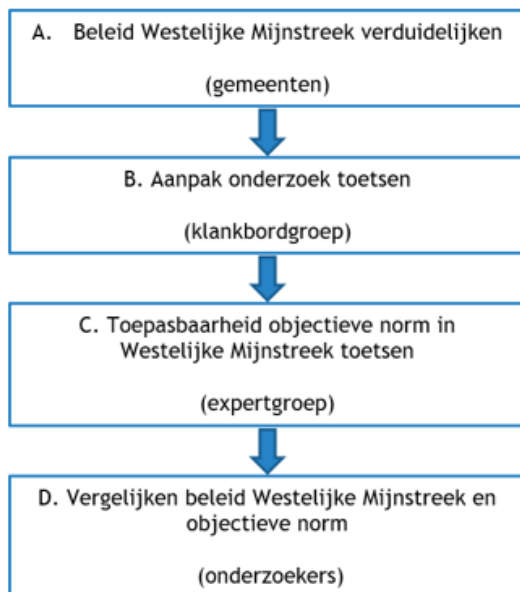 A. Beleid Westelijke Mijnstreek verduidelijken
(gemeenten)
B. Aanpak onderzoek toetsen
(klankbordgroep)
C. Toepasbaarheid objectieve norm in
Westelijke Mijnstreek toetsen
(expertgroep)
D. Vergelijken beleid Westelijke Mijnstreek en
objectieve norm
(onderzoekers)